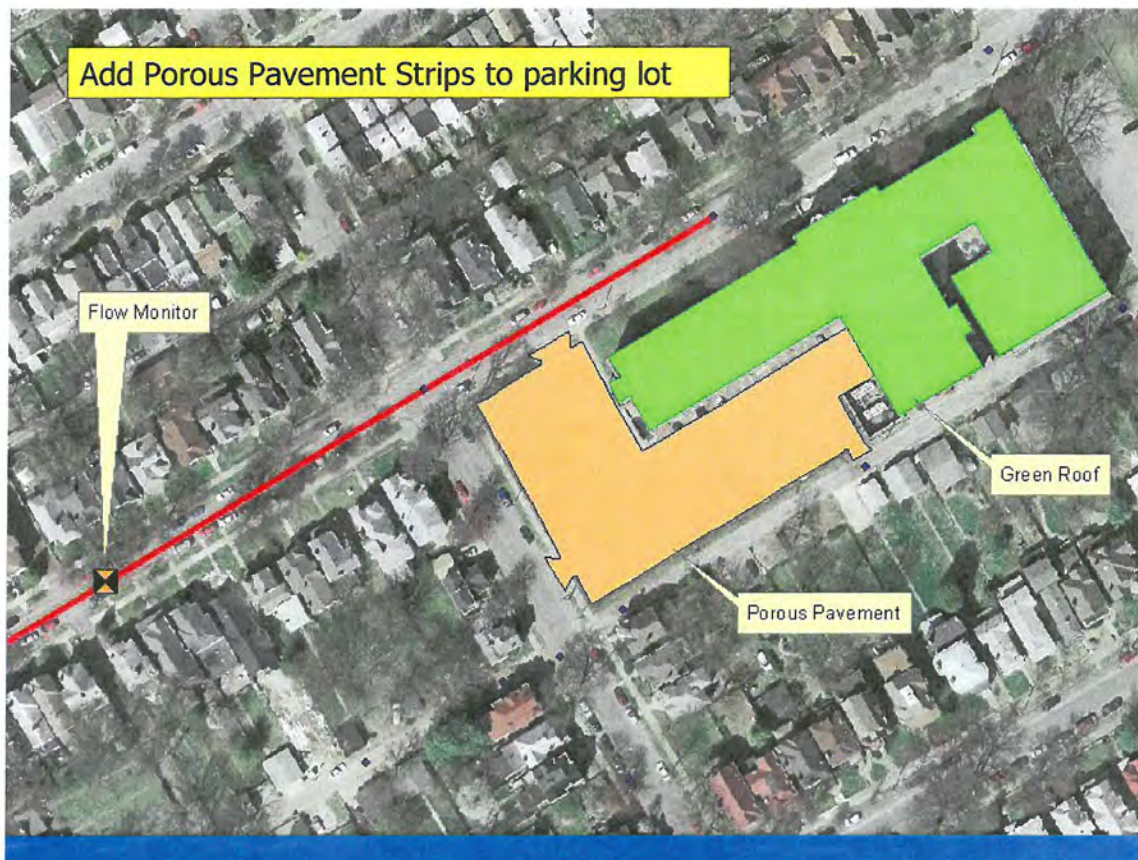 Add Porous Pavement Strips to parking lot
Flow Monitor
Green Roof
Porous Pavement